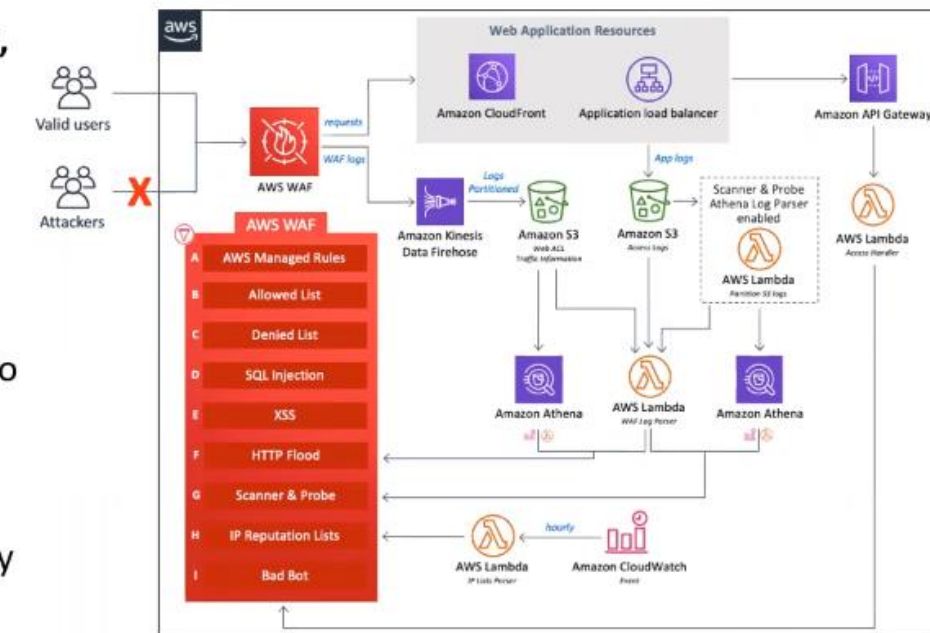 ,
aws
Web Application Resources
Amazon CloudFront
Application load balancer
Amazon API Gateway
Valid users
Attackers
X
requests
WAF logs
AWS WAF
Logs
Partitioned
App logs
Amazon Kinesis
Data Firehose
Amazon S3
Web ACL
Traffic Information
Amazon S3
Access Logs
Scanner & Probe
Athena Log Parser
enabled
AWS Lambda
Partition S3 logs
AWS Lambda
Access Handler
AWS WAF
A AWS Managed Rules
B Allowed List
C Denied List
D SQL Injection
E XSS
F HTTP Flood
G Scanner & Probe
H IP Reputation Lists
I Bad Bot
o
y
Amazon Athena
AWS Lambda
WAF Log Parser
Amazon Athena
AWS Lambda
IP Lists Parser
hourly
Amazon CloudWatch
Event